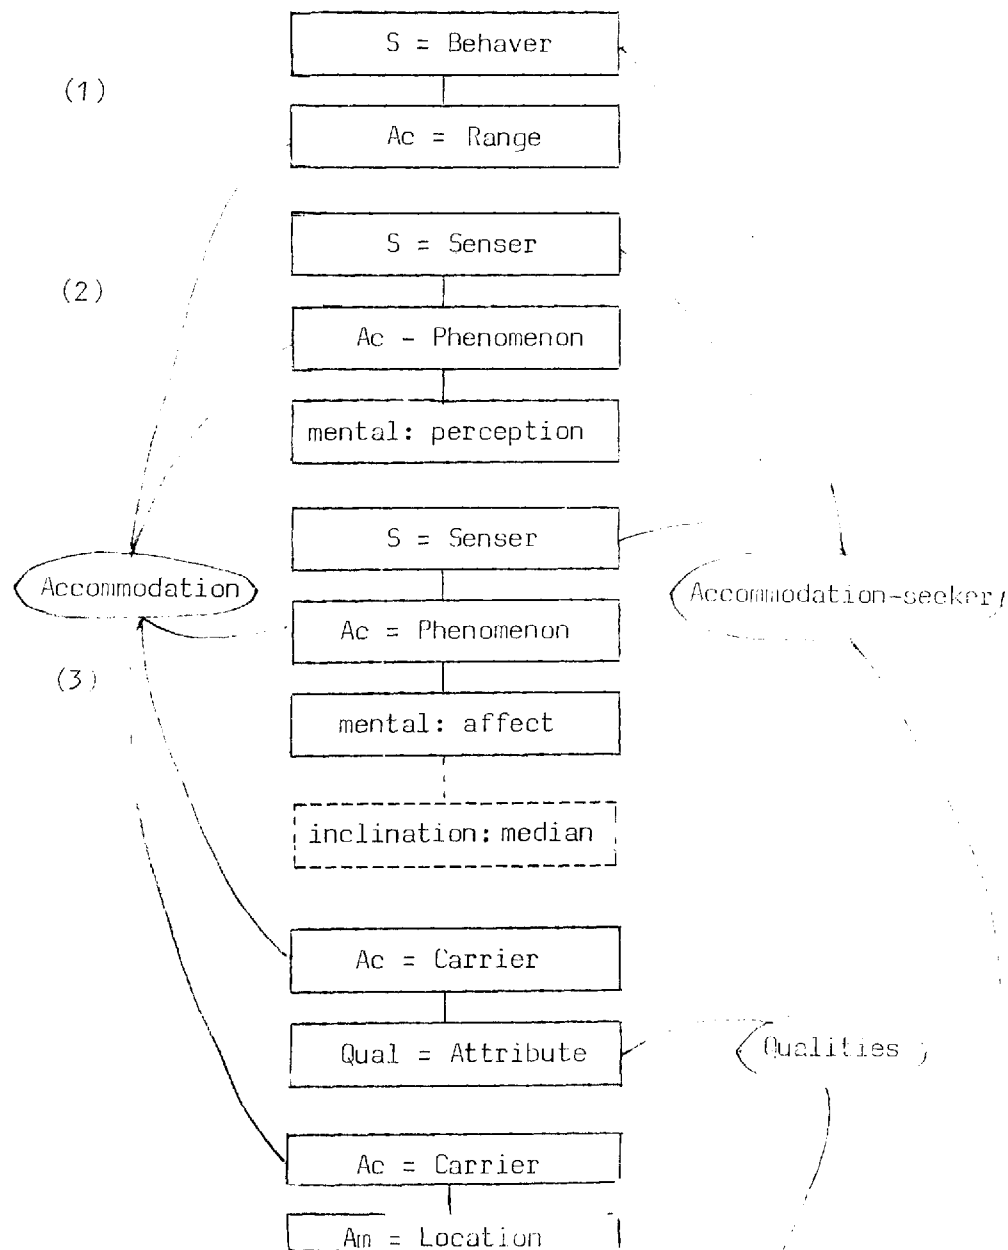 S = Behaver
(1)
Ac = Range
S = Senser
(2)
Ac - Phenomenon
mental: perception
S = Senser
Accommodation
Accommodation-seeker
Ac = Phenomenon
(3)
mental: affect
inclination: median
Ac = Carrier
Qual = Attribute
Qualities
Ac = Carrier
Am = Location